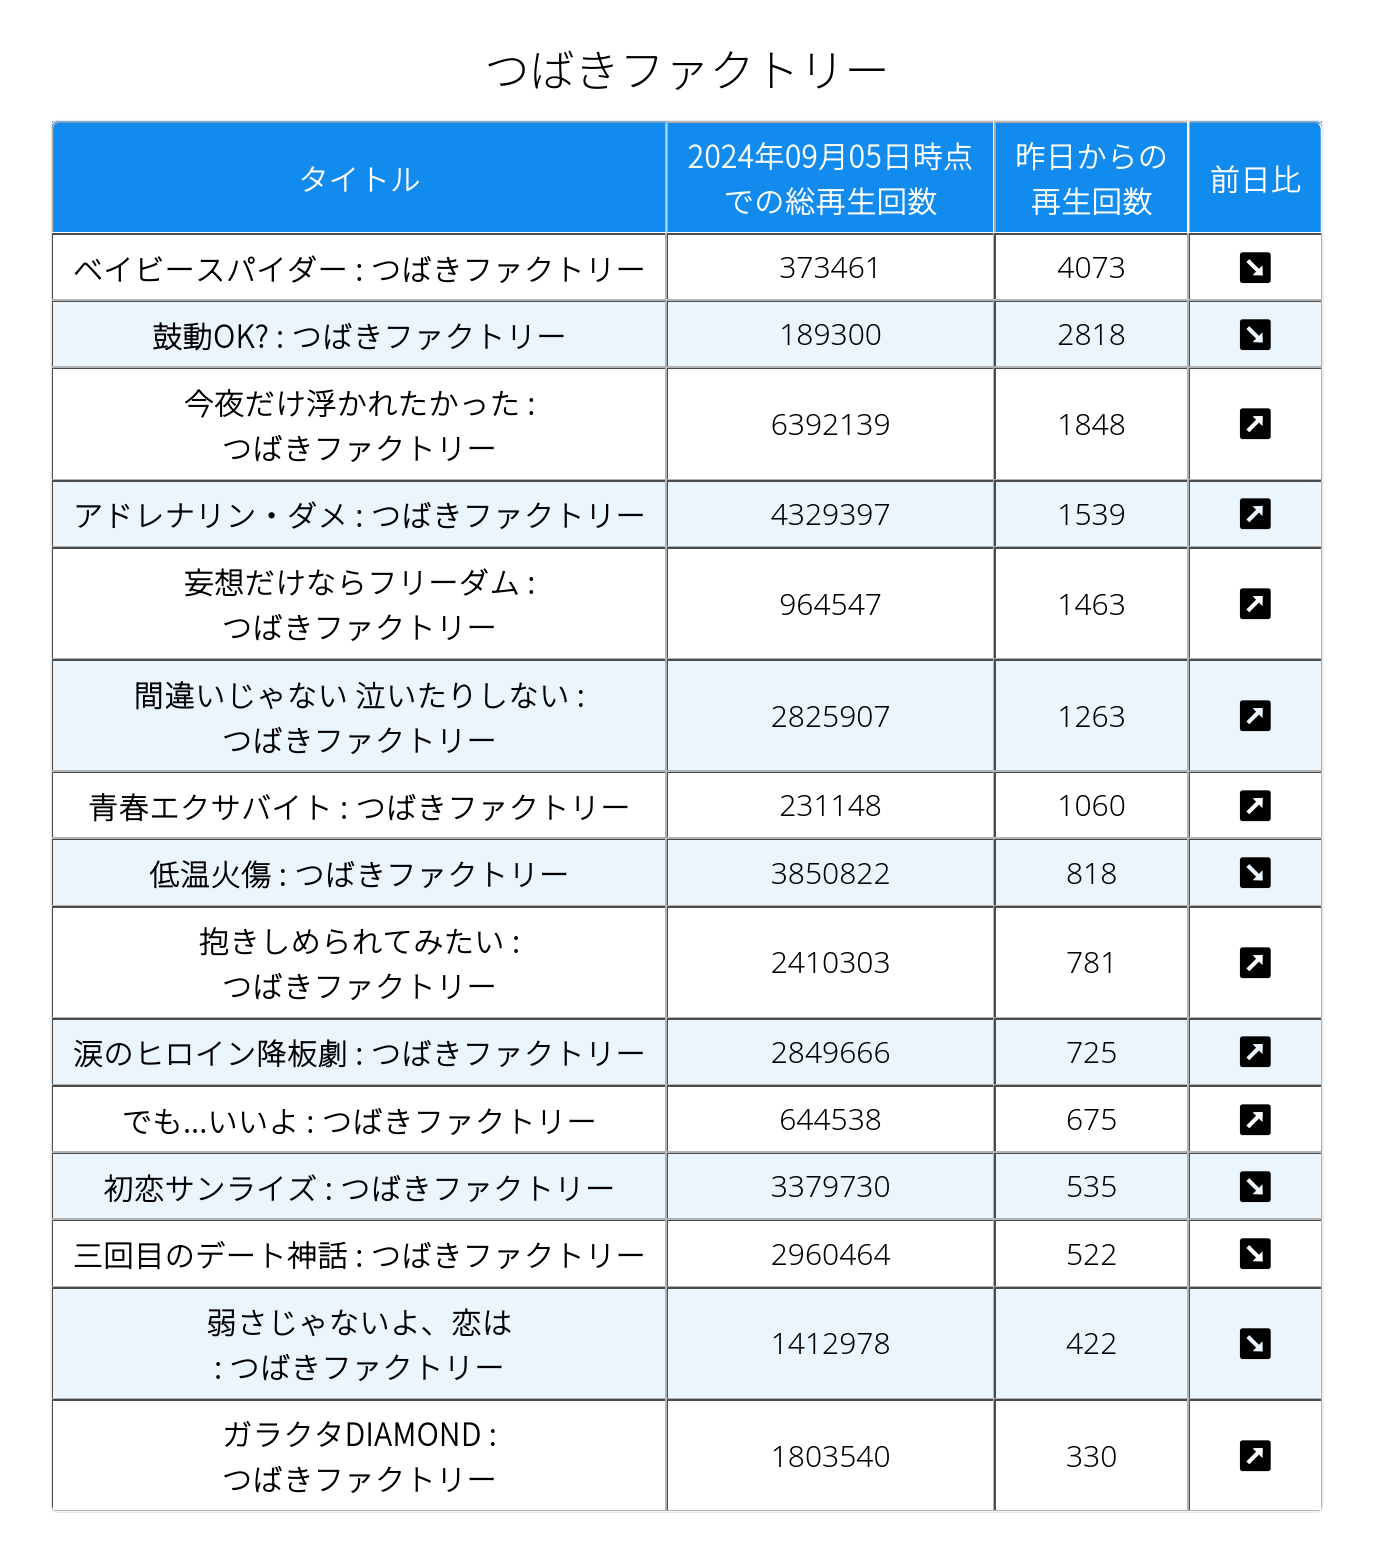 つばきファクトリー
タイトル
2024年09月05日時点
での総再生回数
昨日からの
再生回数
前日比
ベイビースパイダー : つばきファクトリー 373461 4073
鼓動OK? : つばきファクトリー 189300 2818
今夜だけ浮かれたかった :
つばきファクトリー
6392139 1848
アドレナリン・ダメ : つばきファクトリー 4329397 1539
妄想だけならフリーダム :
つばきファクトリー
964547 1463
間違いじゃない 泣いたりしない :
つばきファクトリー
2825907 1263
青春エクサバイト : つばきファクトリー 231148 1060
低温火傷 : つばきファクトリー 3850822 818
抱きしめられてみたい :
つばきファクトリー
2410303 781
涙のヒロイン降板劇 : つばきファクトリー 2849666 725
でも...いいよ : つばきファクトリー 644538 675
初恋サンライズ : つばきファクトリー 3379730 535
三回目のデート神話 : つばきファクトリー 2960464 522
弱さじゃないよ、恋は
: つばきファクトリー
1412978 422
ガラクタDIAMOND :
つばきファクトリー
1803540 330